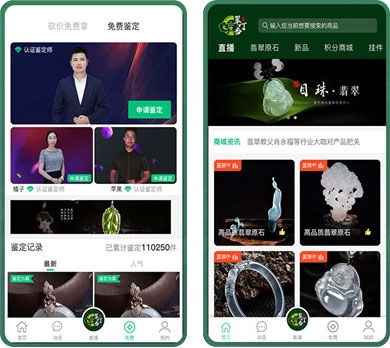 砍价免费拿 免费鉴定
认证鉴定师
申请鉴定
申请鉴定
申请鉴定
橘子 认证鉴定师
苹果 认证鉴定师
鉴定记录
已累计鉴定110250件
最新
人气
鉴定为真
鉴定为真
首页
消息
直播
免费
我的
输入您当前想要搜索的商品
直播
翡翠原石
新品
积分商城
挂件
目珠·翡翠
商城资讯 翡翠教父肖永福等行业大咖对产品把关
直播中
高品质翡翠原石
直播中
高品质翡翠原石
直播中
直播中
首页
消息
直播
免费
我的